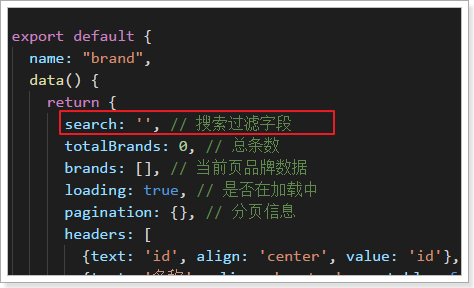 export default {
name: "brand",
data() {
return {
search: '', // 搜索过滤字段
totalBrands: 0, // 总条数
brands: [], // 当前页品牌数据
loading: true, // 是否在加载中
pagination: {}, // 分页信息
headers: [
{text: 'id', align: 'center', value: 'id'},